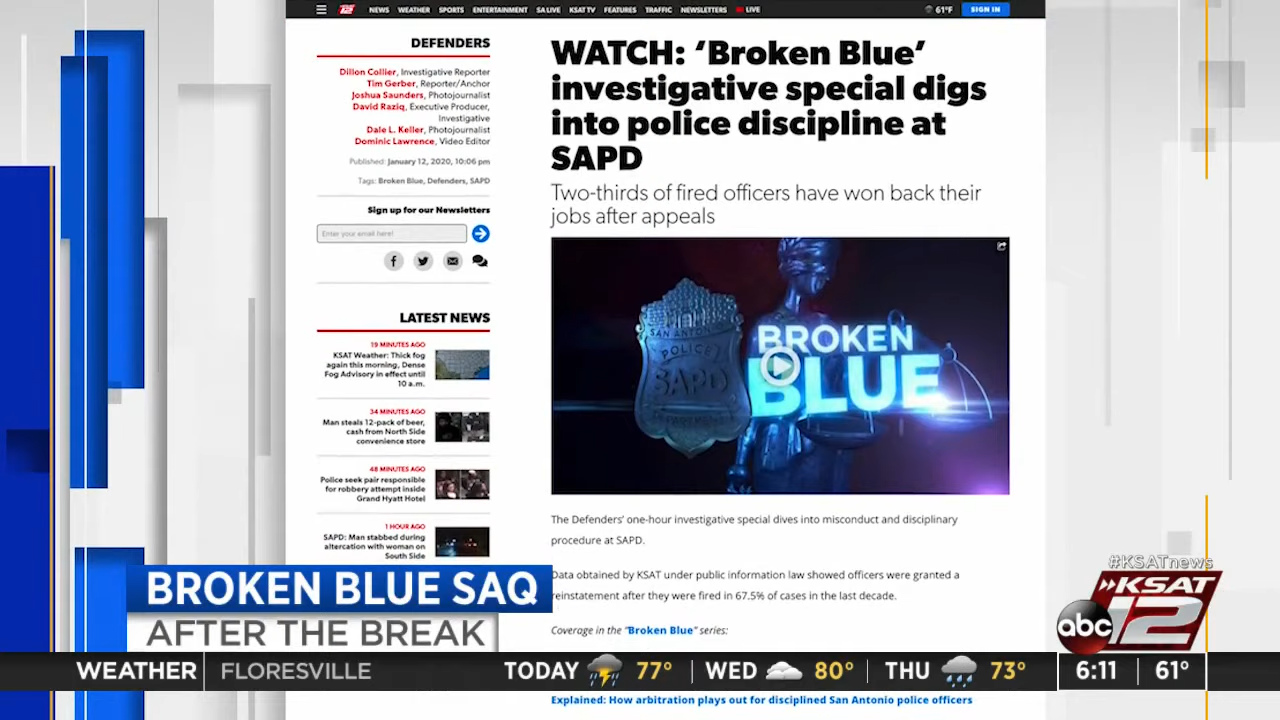 NEWS WEATHER SPORTS ENTERTAINMENT SA LIVE KSAT TV FEATURES TRAFFIC NEWSLETTERS LIVE 61°F SIGN IN
DEFENDERS
Dillon Collier, Investigative Reporter
Tim Gerber, Reporter/Anchor
Joshua Saunders, Photojournalist
David Raziq, Executive Producer,
Investigative
Dale L. Keller, Photojournalist
Dominic Lawrence, Video Editor
Published: January 12, 2020, 10:06 pm
Tags: Broken Blue, Defenders, SAPD
Sign up for our Newsletters
Enter your email here!
LATEST NEWS
19 MINUTES AGO
KSAT Weather: Thick fog
again this morning, Dense
Fog Advisory in effect until
10 a.m.
34 MINUTES AGO
Man steals 12-pack of beer,
cash from North Side
convenience store
48 MINUTES AGO
Police seek pair responsible
for robbery attempt inside
Grand Hyatt Hotel
1 HOUR AGO
SAPD: Man stabbed during
altercation with woman on
South Side
WATCH: ‘Broken Blue’
investigative special digs
into police discipline at
SAPD
Two-thirds of fired officers have won back their
jobs after appeals
SAN ANTONIO
POLICE
SAPD
DEPARTMENT
BROKEN
BLUE
The Defenders’ one-hour investigative special dives into misconduct and disciplinary
procedure at SAPD.
Data obtained by KSAT under public information law showed officers were granted a
reinstatement after they were fired in 67.5% of cases in the last decade.
Coverage in the “Broken Blue” series:
Explained: How arbitration plays out for disciplined San Antonio police officers
BROKEN BLUE SAQ
AFTER THE BREAK
#KSATnews
KSAT
abc 12
WEATHER FLORESVILLE TODAY 77° WED 80° THU 73° 6:11 61°